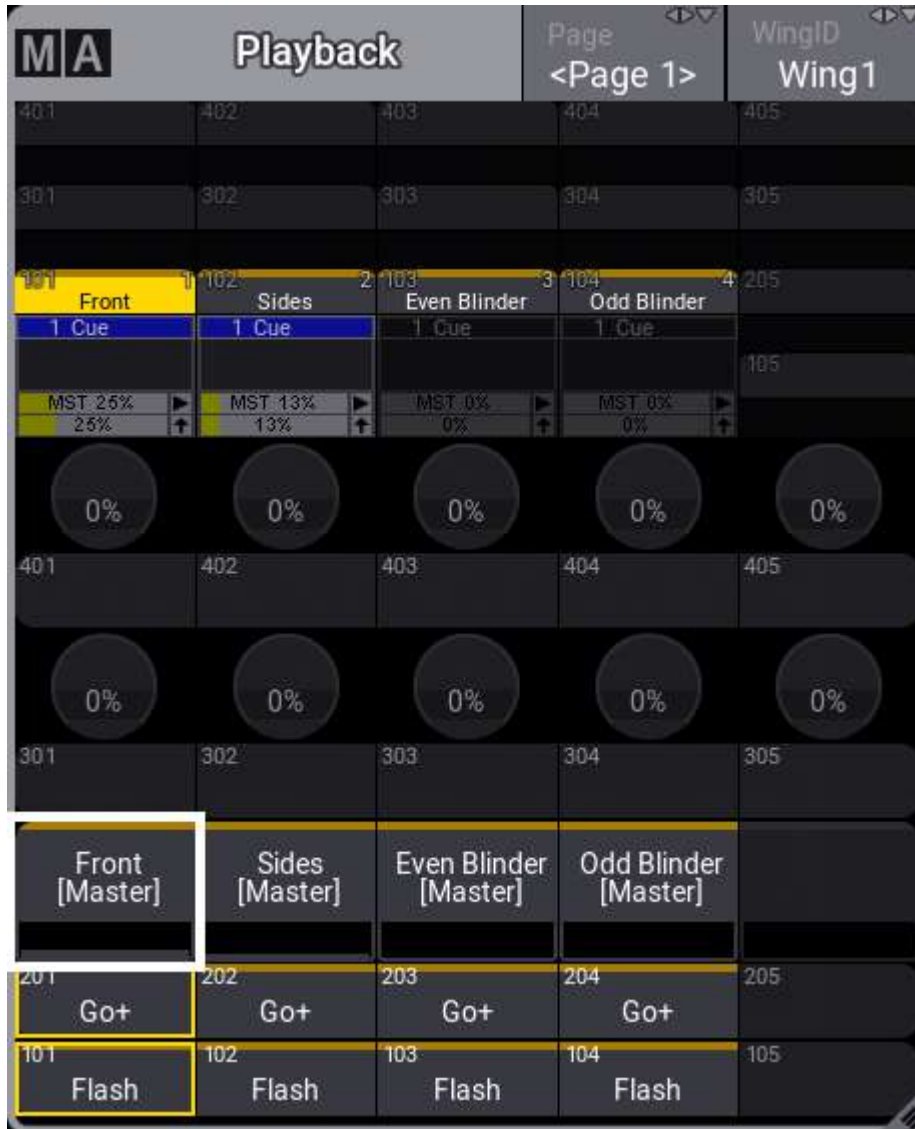 MA Playback Page WingID
<Page 1> Wing1
401 402 403 404 405
301 302 303 304 305
101 1 102 2 103 3 104 4 205
Front Sides Even Blinder Odd Blinder
1 Cue 1 Cue 1 Cue 1 Cue
105
MST 25% MST 13% MST 0% MST 0%
25% 13% 0% 0%
0% 0% 0% 0% 0%
401 402 403 404 405
0% 0% 0% 0% 0%
301 302 303 304 305
Front Sides Even Blinder Odd Blinder
[Master] [Master] [Master] [Master]
201 202 203 204 205
Go+ Go+ Go+ Go+
101 102 103 104 105
Flash Flash Flash Flash